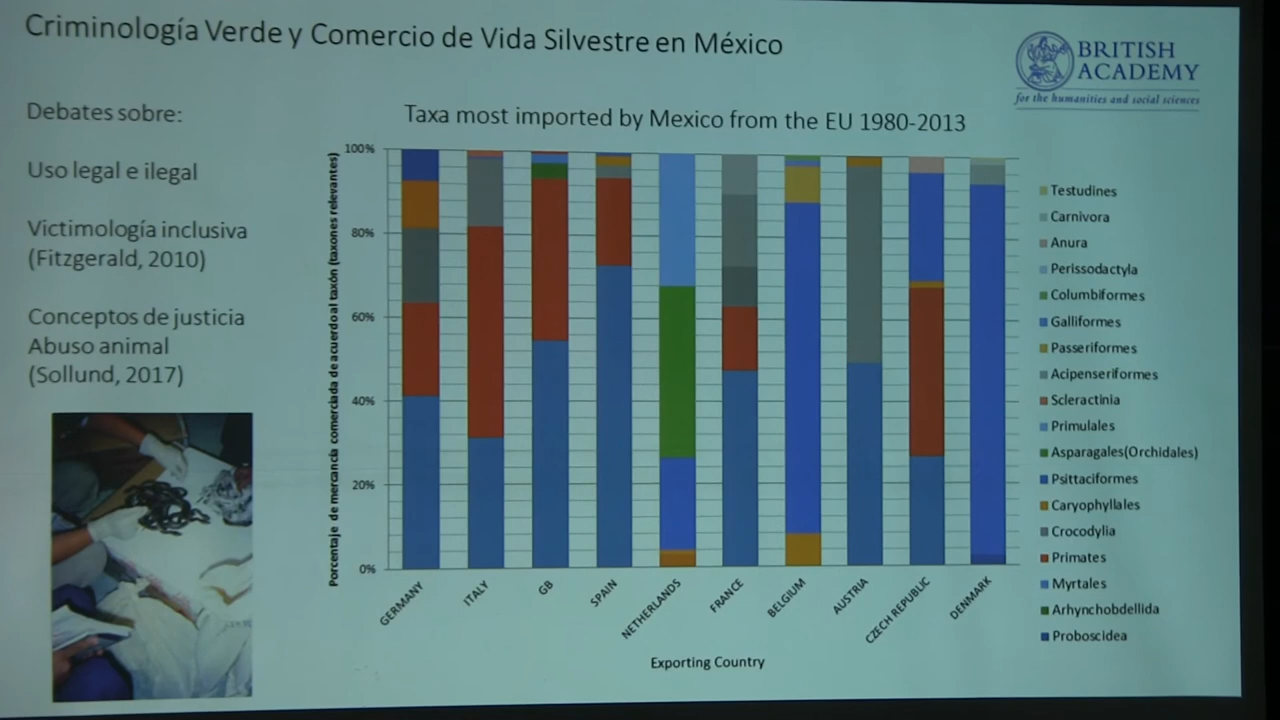 Criminología Verde y Comercio de Vida Silvestre en México
BRITISH
ACADEMY
for the humanities and social sciences
Debates sobre:
Uso legal e ilegal
Victimología inclusiva
(Fitzgerald, 2010)
Conceptos de justicia
Abuso animal
(Sollund, 2017)
Taxa most imported by Mexico from the EU 1980-2013
Porcentaje de mercancía comerciada de acuerdo al taxón (taxones relevantes)
100%
80%
60%
40%
20%
0%
GERMANY
ITALY
GB
SPAIN
NETHERLANDS
FRANCE
BELGIUM
AUSTRIA
CZECH REPUBLIC
DENMARK
Exporting Country
Testudines
Carnivora
Anura
Perissodactyla
Columbiformes
Galliformes
Passeriformes
Acipenseriformes
Scleractinia
Primulales
Asparagales(Orchidales)
Psittaciformes
Caryophyllales
Crocodylia
Primates
Myrtales
Arhynchobdellida
Proboscidea